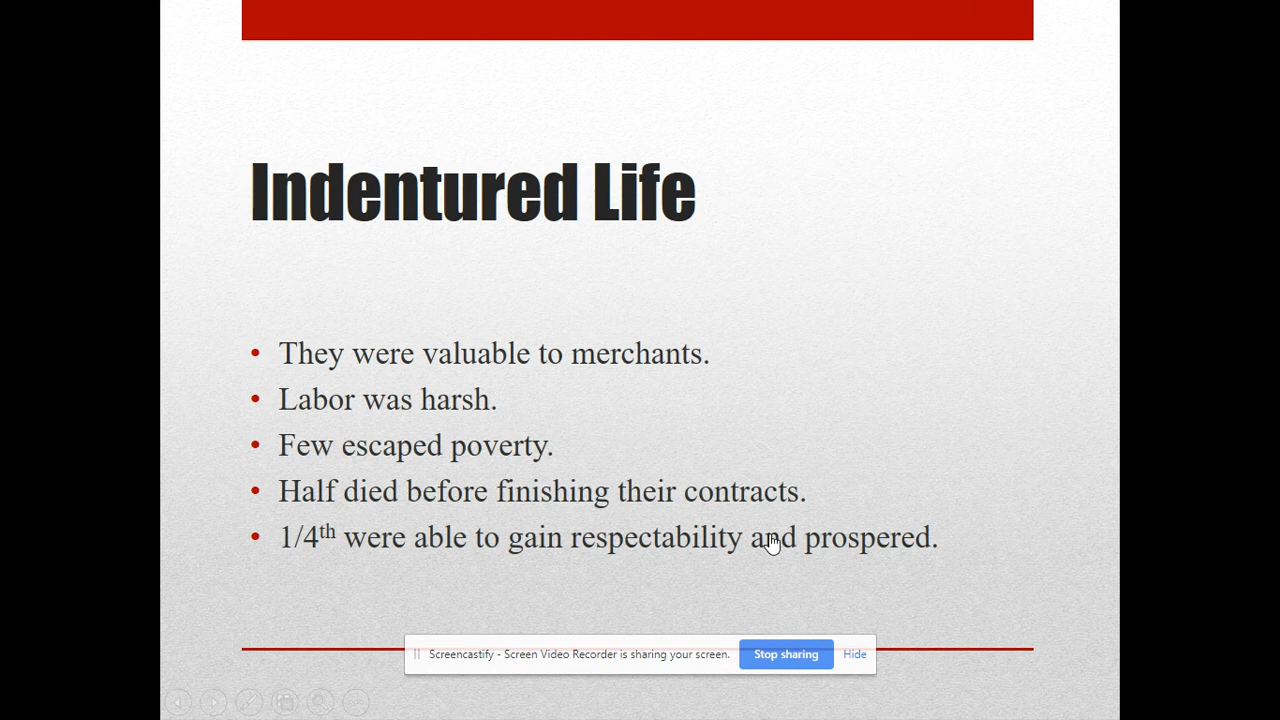 Indentured Life
• They were valuable to merchants.
• Labor was harsh.
• Few escaped poverty.
• Half died before finishing their contracts.
• 1/4th were able to gain respectability and prospered.
Screencastify - Screen Video Recorder is sharing your screen. Stop sharing Hide